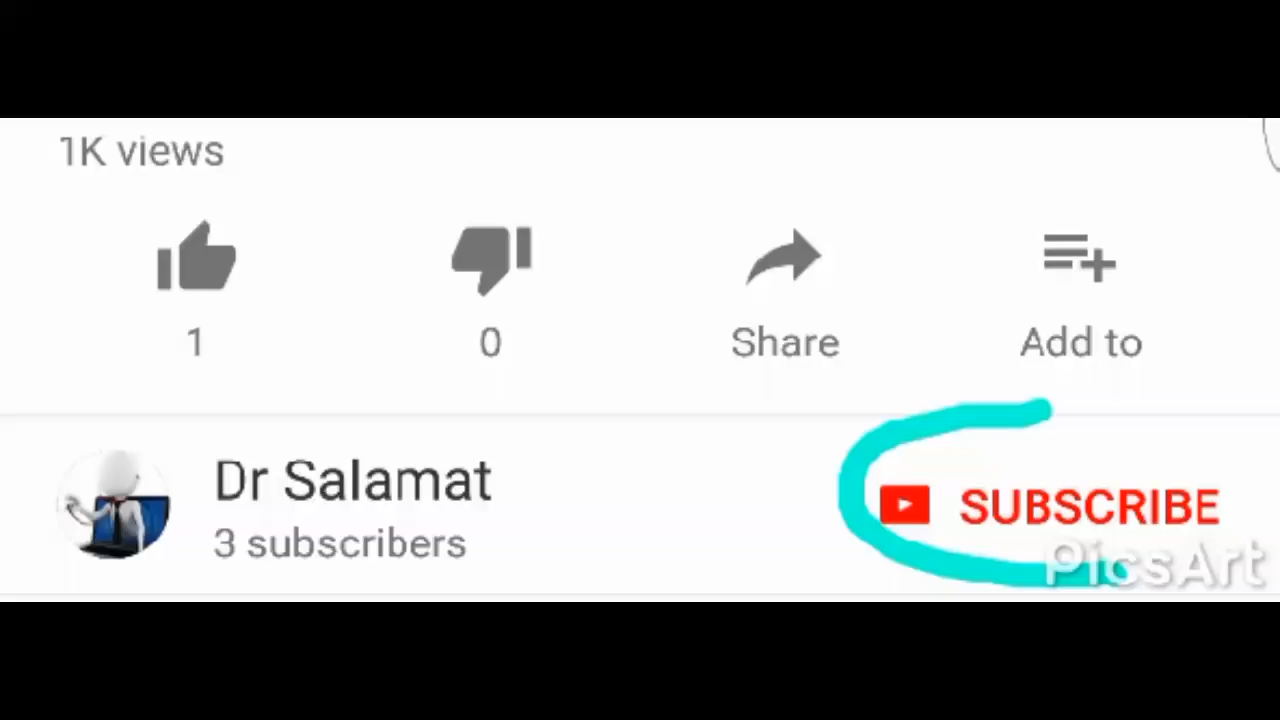 1K views
1 0 Share Add to
Dr Salamat
3 subscribers
SUBSCRIBE
PicsArt